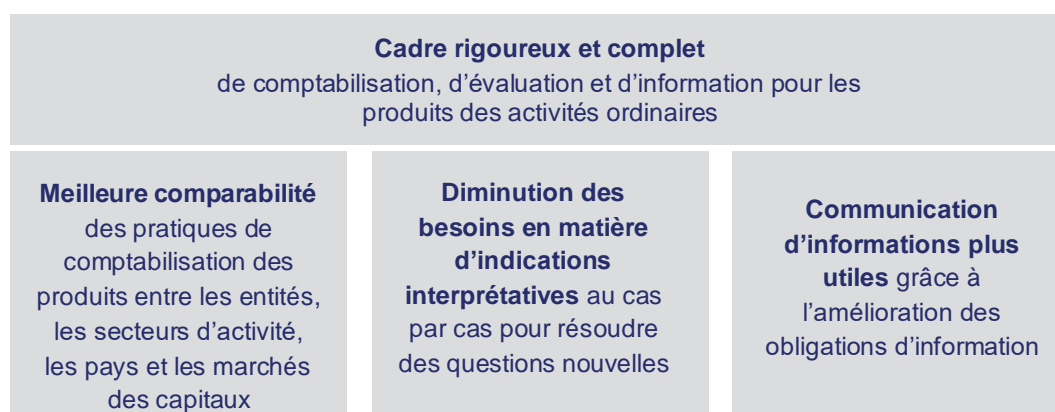 Cadre rigoureux et complet
de comptabilisation, d’évaluation et d’information pour les
produits des activités ordinaires
Meilleure comparabilité
des pratiques de
comptabilisation des
produits entre les entités,
les secteurs d’activité,
les pays et les marchés
des capitaux
Diminution des
besoins en matière
d’indications
interprétatives au cas
par cas pour résoudre
des questions nouvelles
Communication
d’informations plus
utiles grâce à
l’amélioration des
obligations d’information